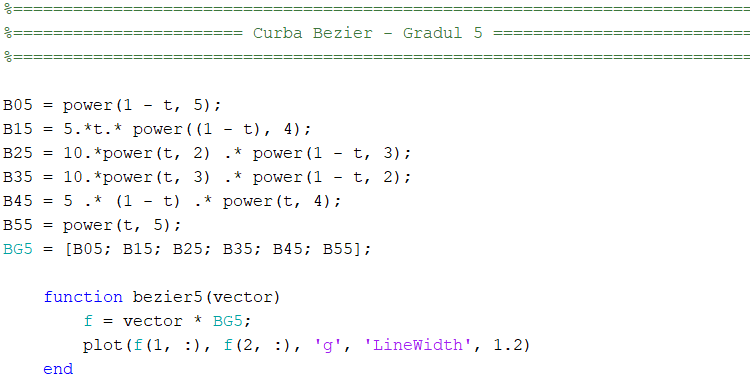 %===========================================================================
%======================= Curba Bezier - Gradul 5 ==========================
%===========================================================================
B05 = power(1 - t, 5);
B15 = 5.*t.* power((1 - t), 4);
B25 = 10.*power(t, 2) .* power(1 - t, 3);
B35 = 10.*power(t, 3) .* power(1 - t, 2);
B45 = 5 .* (1 - t) .* power(t, 4);
B55 = power(t, 5);
BG5 = [B05; B15; B25; B35; B45; B55];
function bezier5(vector)
f = vector * BG5;
plot(f(1, :), f(2, :), 'g', 'LineWidth', 1.2)
end